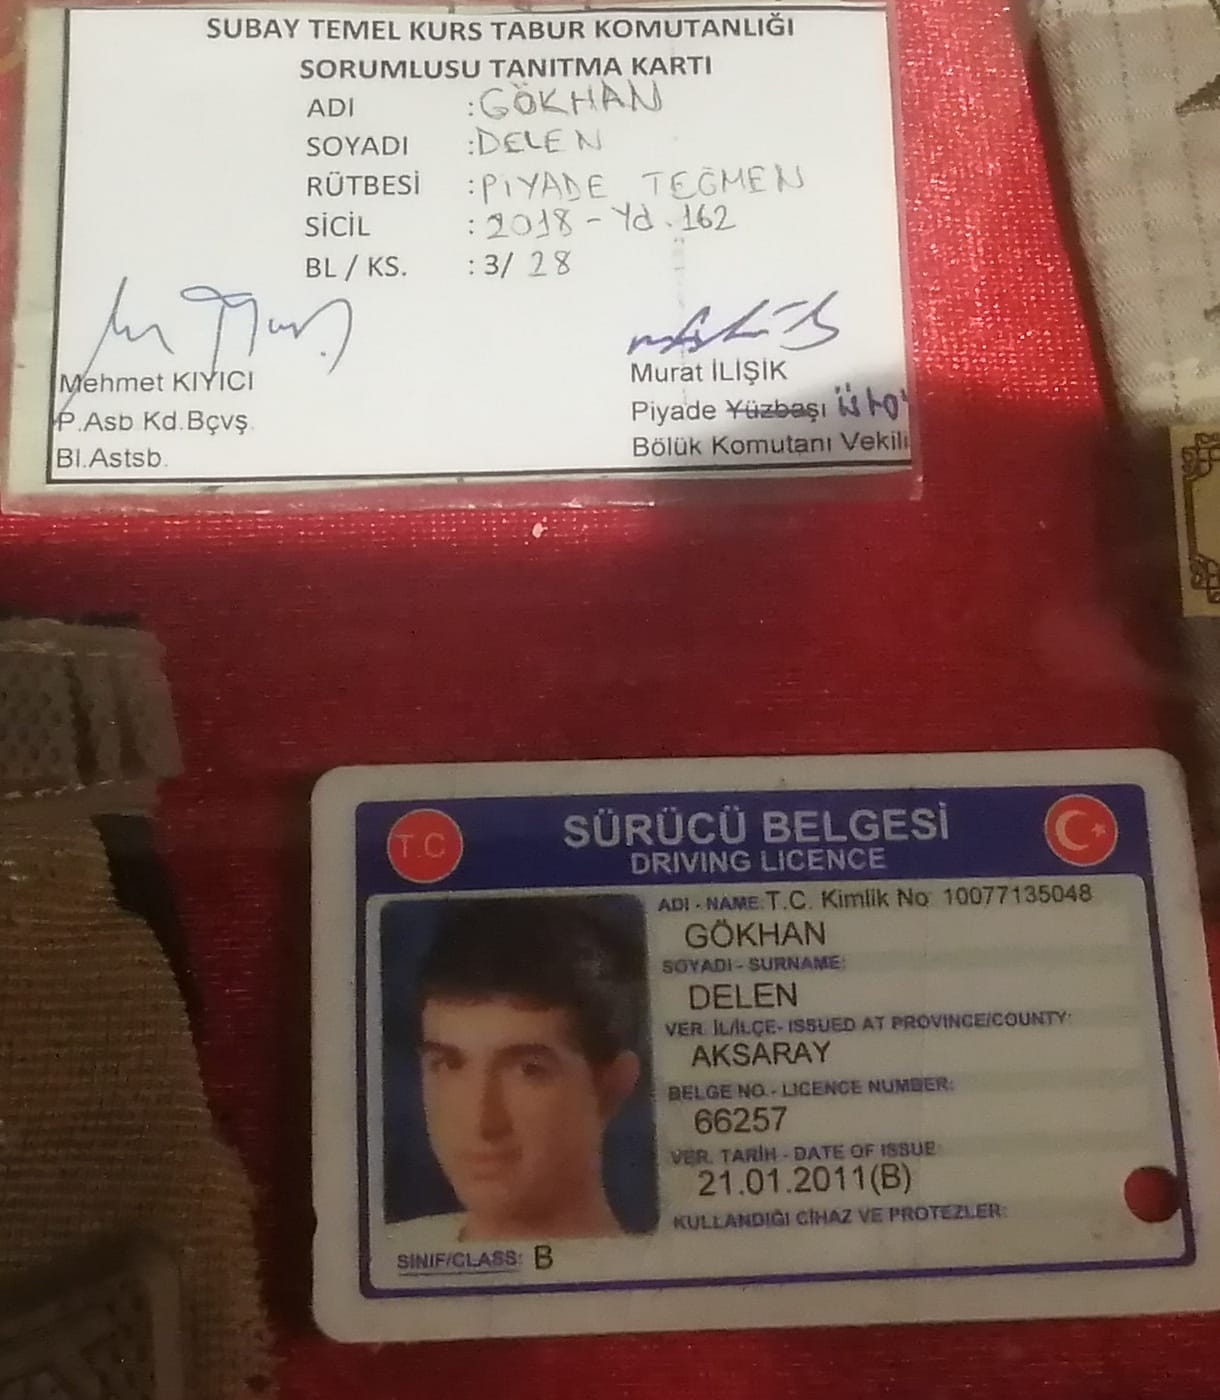 SUBAY TEMEL KURS TABUR KOMUTANLIĞI
SORUMLUSU TANITMA KARTI
ADI :GÖKHAN
SOYADI :DELEN
RÜTBESİ :PİYADE TEĞMEN
SİCİL : 2018 - Yd. 162
BL / KS. : 3/ 28
Mehmet KIYICI
P.Asb Kd.Bçvş.
Bl.Astsb.
Murat İLİŞİK
Piyade Yüzbaşı
Bölük Komutanı Vekili
T.C
SÜRÜCÜ BELGESİ
DRIVING LICENCE
ADI - NAME: T.C. Kimlik No 10077135048
GÖKHAN
SOYADI - SURNAME:
DELEN
VER. İL/İLÇE- ISSUED AT PROVINCE/COUNTY:
AKSARAY
BELGE NO.- LICENCE NUMBER:
66257
VER. TARİH - DATE OF ISSUE:
21.01.2011(B)
KULLANDIĞI CİHAZ VE PROTEZLER:
SINIF/CLASS: B